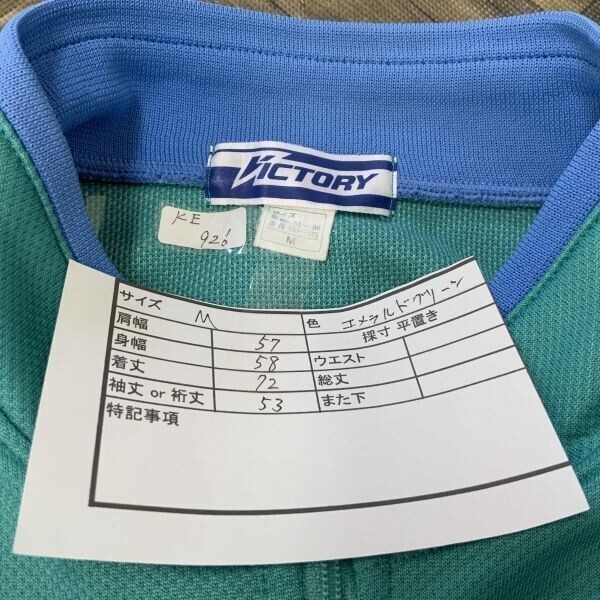 VICTORY
KE
926
サイズ
M
サイズ M 色 エメラルドグリーン
肩幅 57 採寸 平置き
身幅 58 ウエスト
着丈 72 総丈
袖丈 or 裄丈 53 また下
特記事項